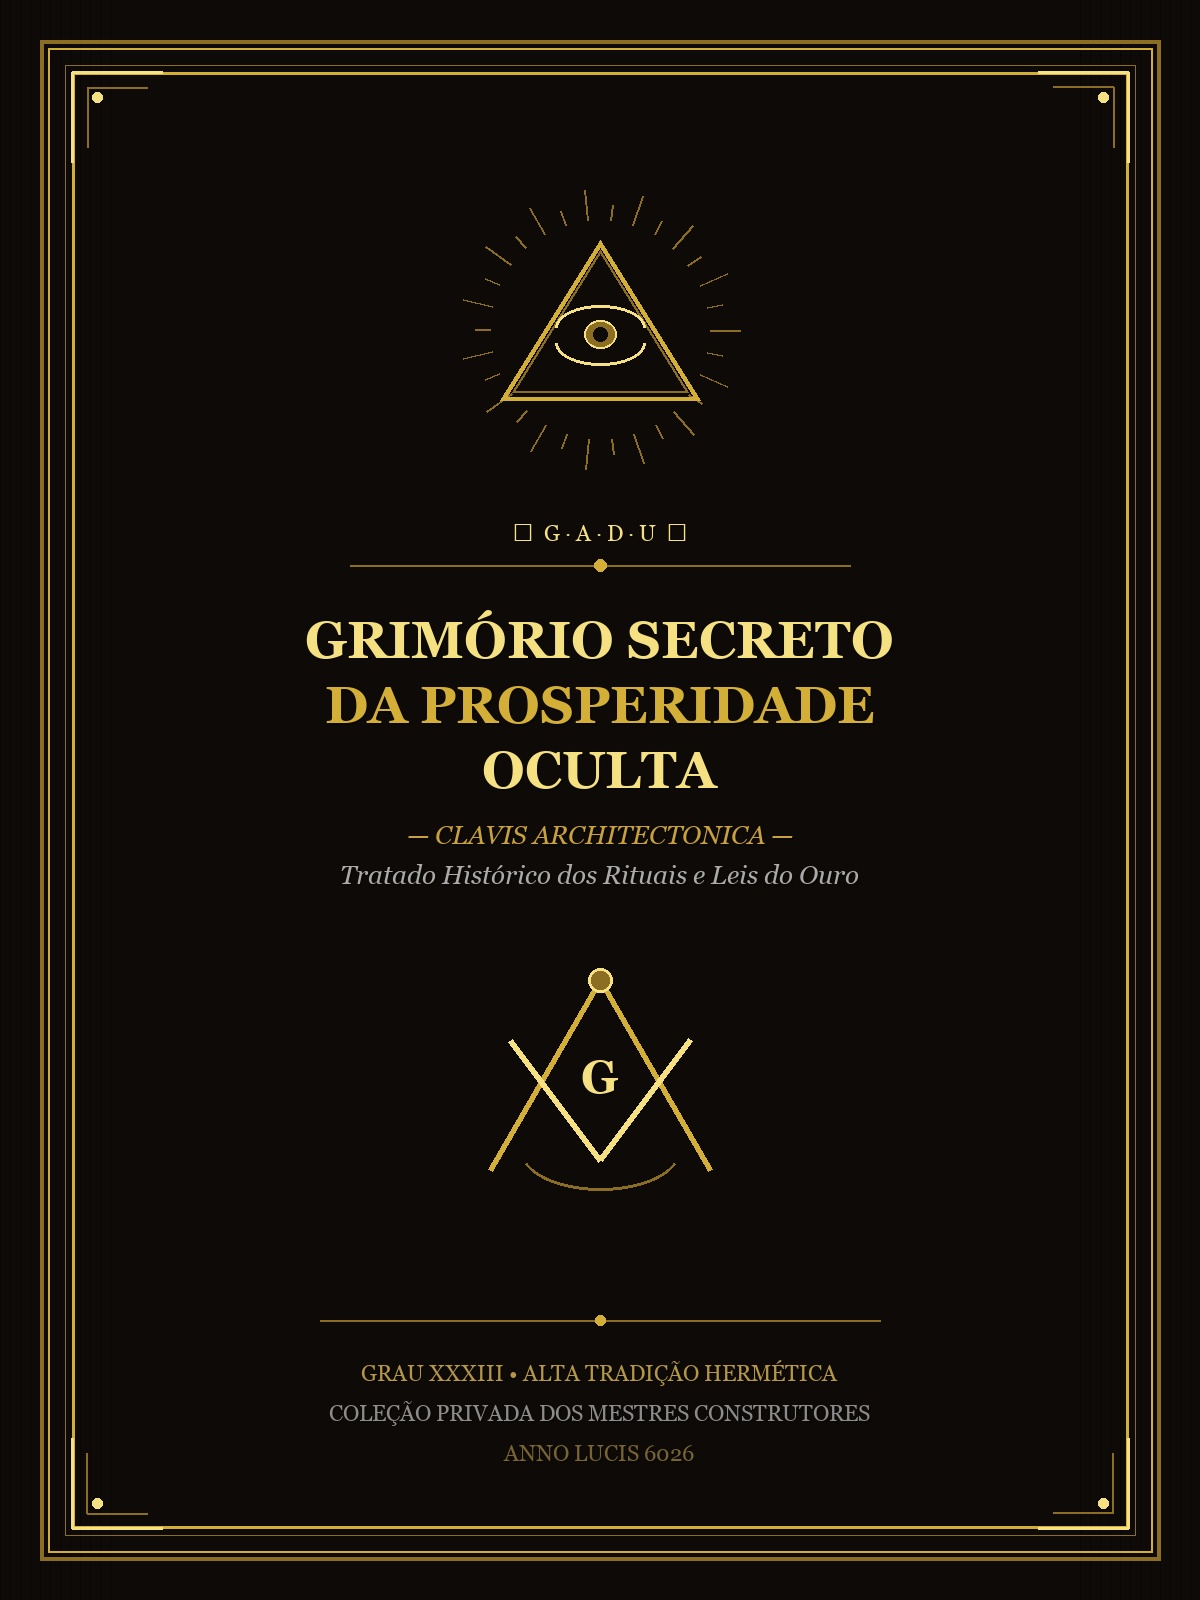 □ G·A·D·U □
GRIMÓRIO SECRETO
DA PROSPERIDADE
OCULTA
— CLAVIS ARCHITECTONICA —
Tratado Histórico dos Rituais e Leis do Ouro
G
GRAU XXXIII • ALTA TRADIÇÃO HERMÉTICA
COLEÇÃO PRIVADA DOS MESTRES CONSTRUTORES
ANNO LUCIS 6026